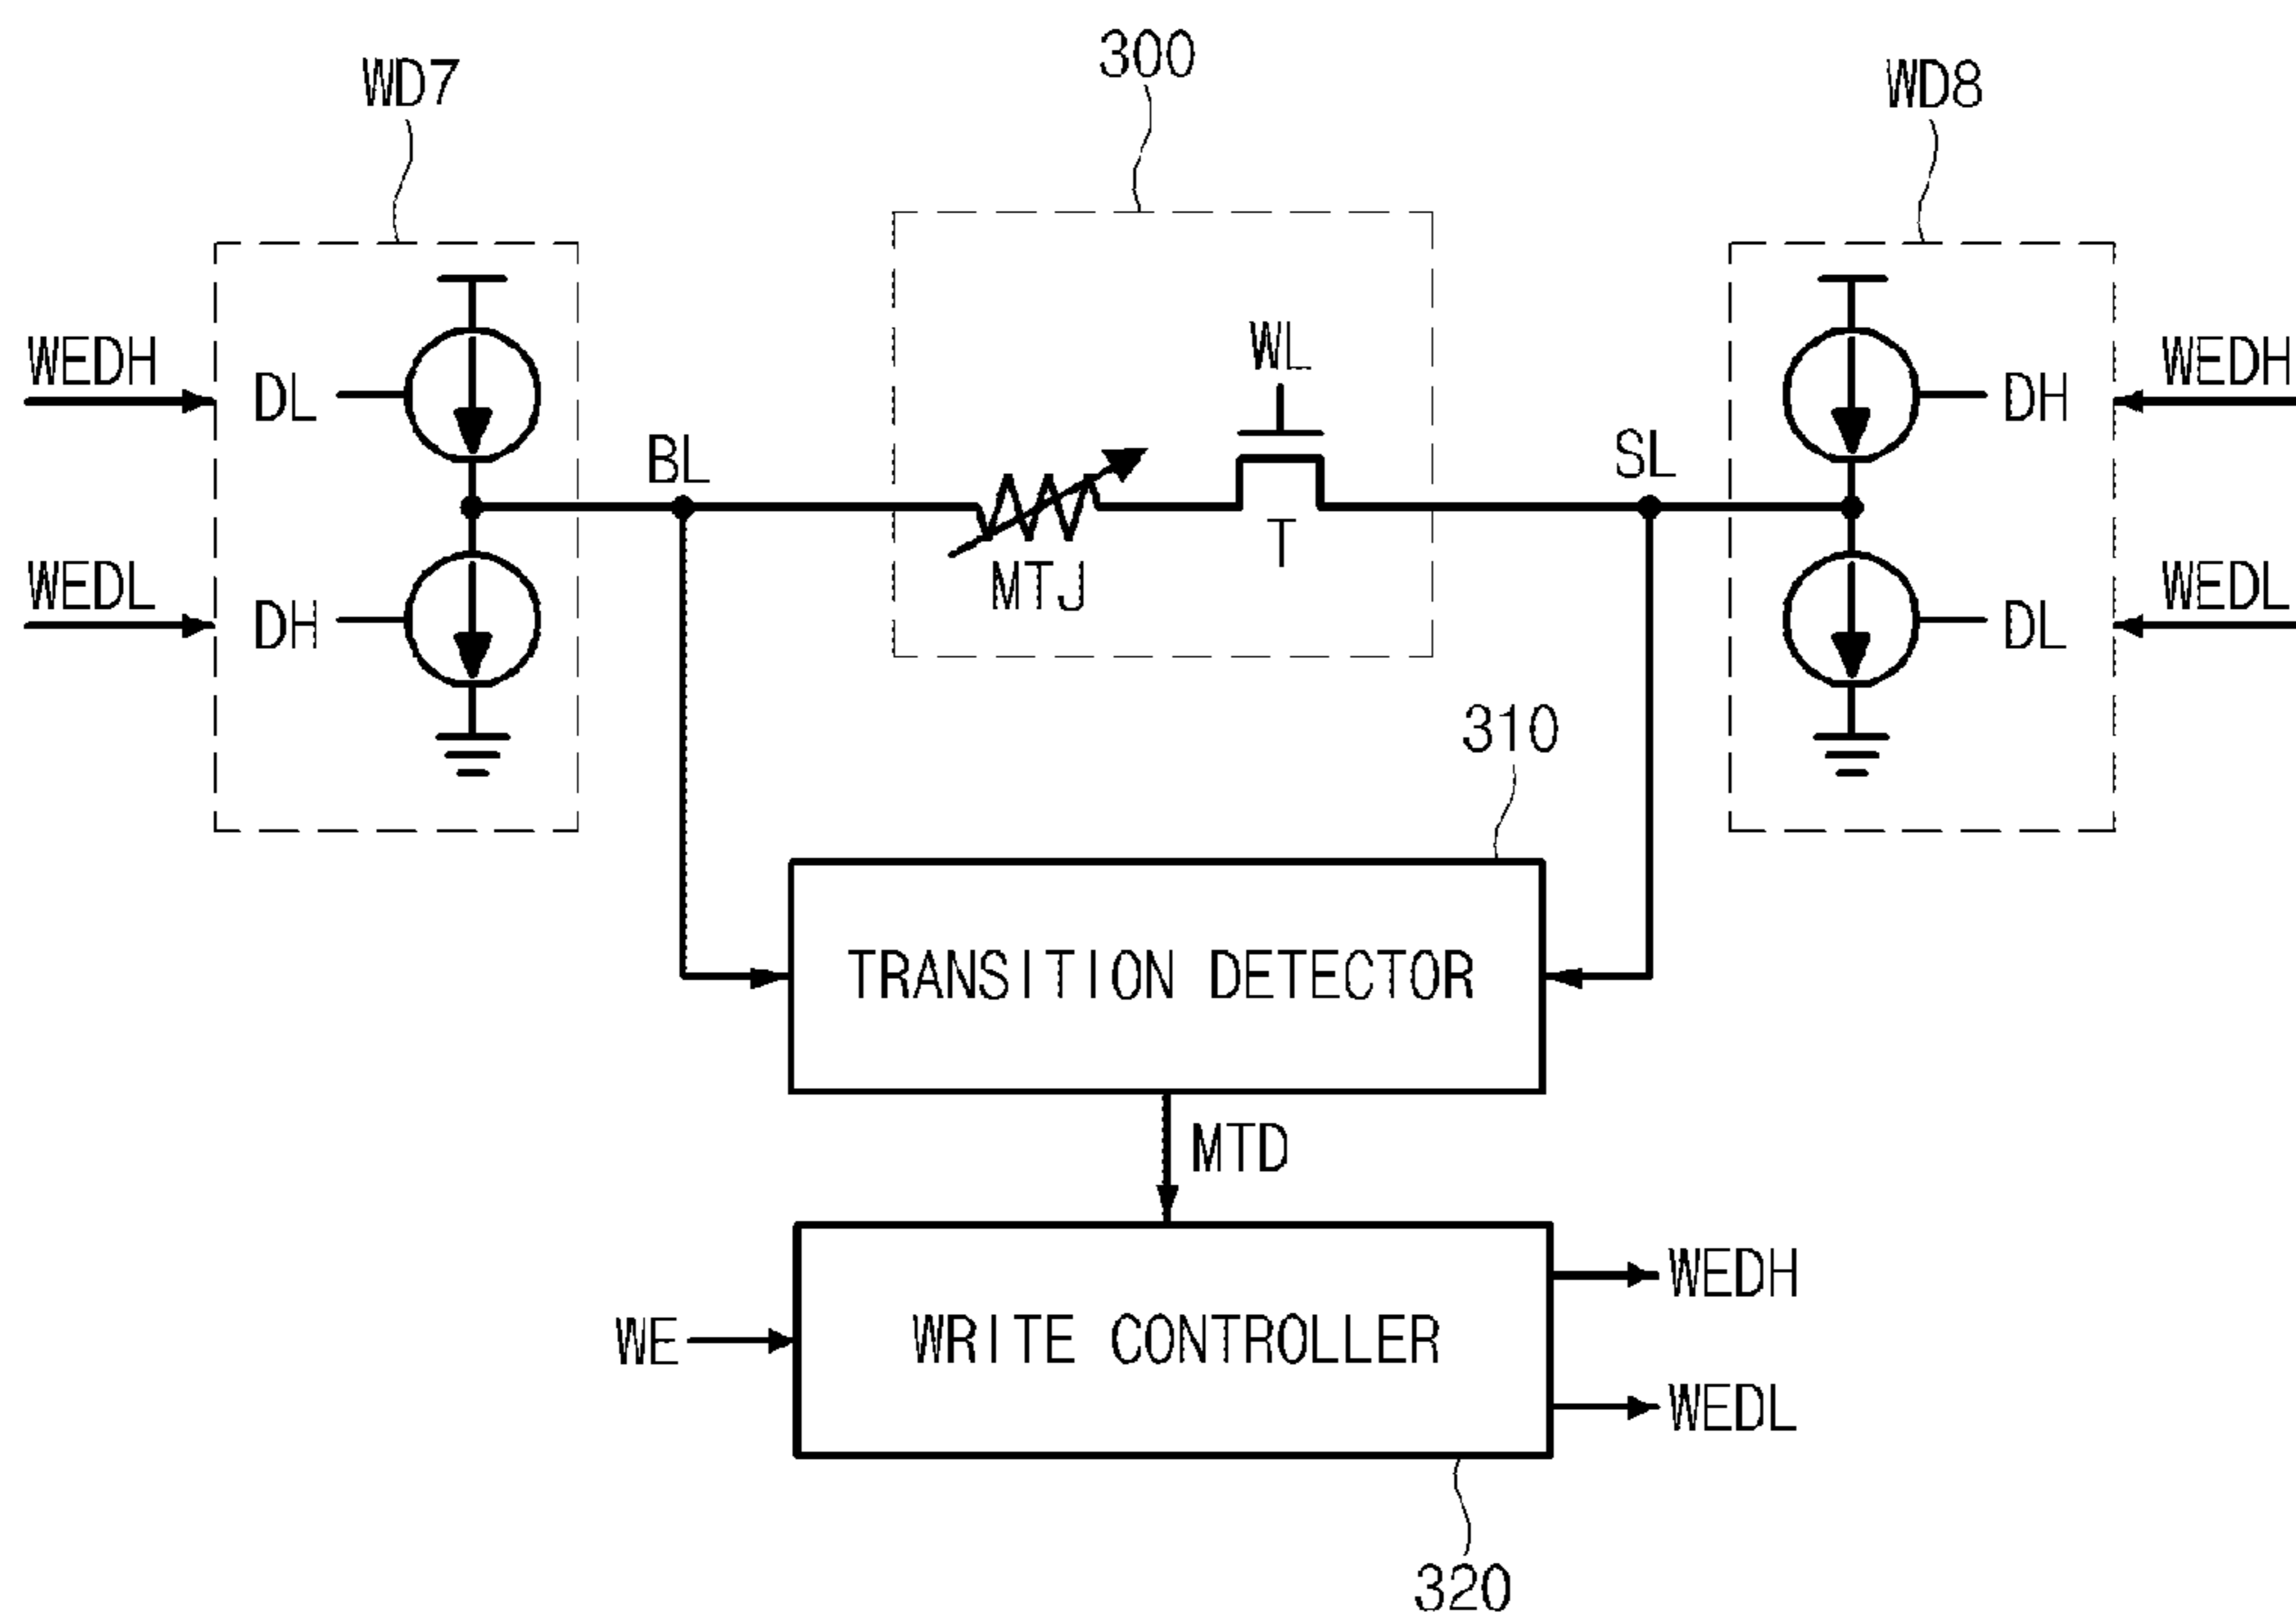 300
WD7
WD8
WEDH
DL
WL
DH
WEDH
BL
SL
WEDL
DH
MTJ
T
DL
WEDL
310
TRANSITION DETECTOR
MTD
WE
WRITE CONTROLLER
WEDH
WEDL
320